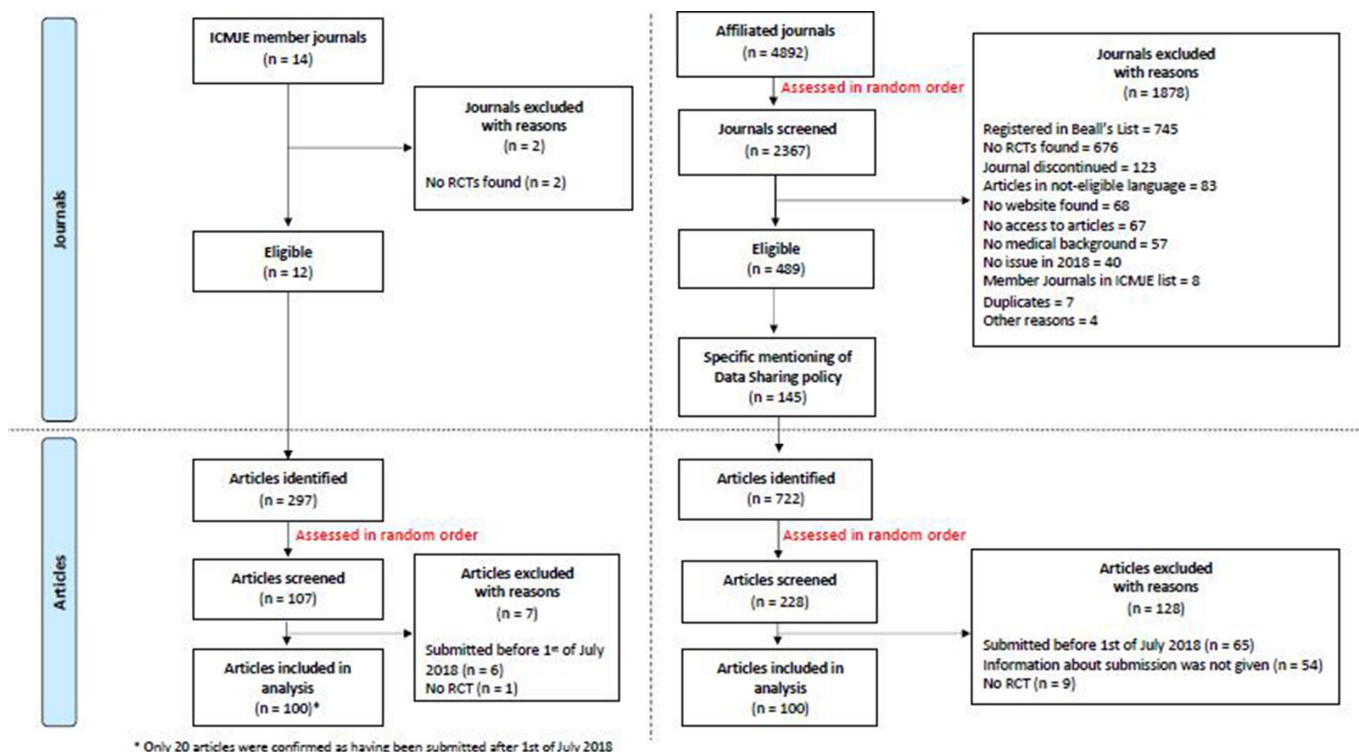 Journals
ICMJE member journals
(n = 14)
Journals excluded
with reasons
(n = 2)
No RCTs found (n = 2)
Eligible
(n = 12)
Affiliated journals
(n = 4892)
Assessed in random order
Journals screened
(n = 2367)
Journals excluded
with reasons
(n = 1878)
Registered in Beall's List = 745
No RCTs found = 676
Journal discontinued = 123
Articles in not-eligible language = 83
No website found = 68
No access to articles = 67
No medical background = 57
No issue in 2018 = 40
Member Journals in ICMJE list = 8
Duplicates = 7
Other reasons = 4
Eligible
(n = 489)
Specific mentioning of
Data Sharing policy
(n = 145)
Articles
Articles identified
(n = 297)
Assessed in random order
Articles screened
(n = 107)
Articles excluded
with reasons
(n = 7)
Submitted before 1st of July
2018 (n = 6)
No RCT (n = 1)
Articles included in
analysis
(n = 100)*
Articles identified
(n = 722)
Assessed in random order
Articles screened
(n = 228)
Articles excluded
with reasons
(n = 128)
Submitted before 1st of July 2018 (n = 65)
Information about submission was not given (n = 54)
No RCT (n = 9)
Articles included in
analysis
(n = 100)
* Only 20 articles were confirmed as having been submitted after 1st of July 2018